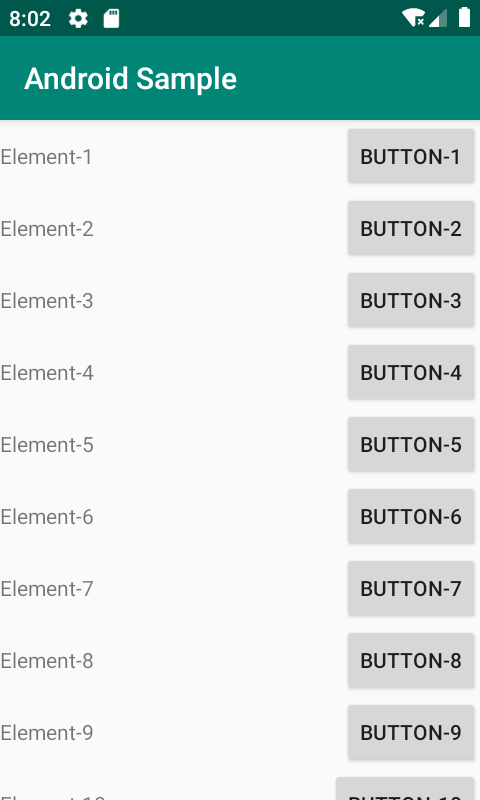 8:02
Android Sample
Element-1 BUTTON-1
Element-2 BUTTON-2
Element-3 BUTTON-3
Element-4 BUTTON-4
Element-5 BUTTON-5
Element-6 BUTTON-6
Element-7 BUTTON-7
Element-8 BUTTON-8
Element-9 BUTTON-9
Element-10 BUTTON-10